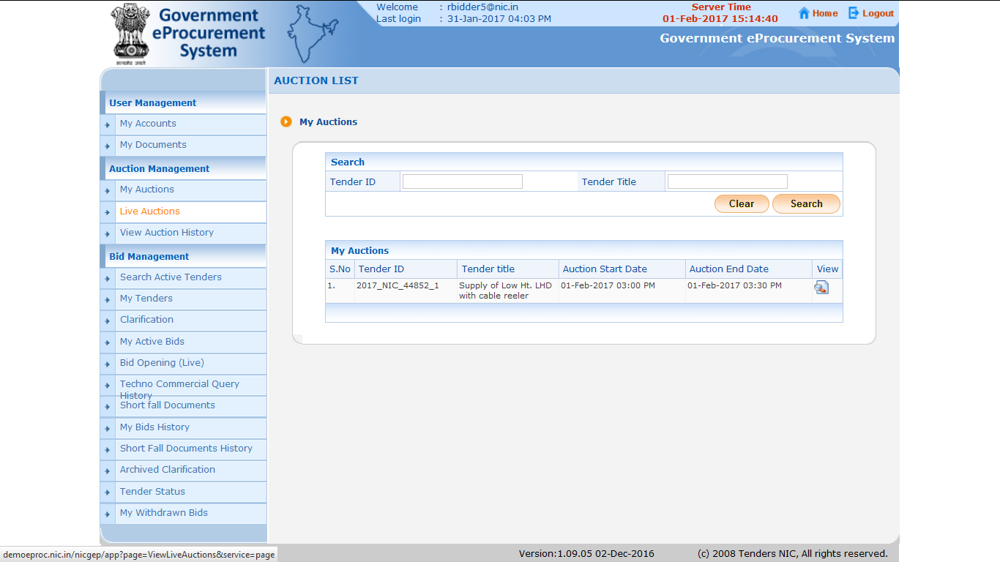 Government
eProcurement
System
Welcome : rbidder5@nic.in
Last login : 31-Jan-2017 04:03 PM
Server Time
01-Feb-2017 15:14:40
Home
Logout
Government eProcurement System
User Management
My Accounts
My Documents
Auction Management
My Auctions
Live Auctions
View Auction History
Bid Management
Search Active Tenders
My Tenders
Clarification
My Active Bids
Bid Opening (Live)
Techno Commercial Query
History
Short fall Documents
My Bids History
Short Fall Documents History
Archived Clarification
Tender Status
My Withdrawn Bids
AUCTION LIST
My Auctions
Search
Tender ID Tender Title
Clear Search
My Auctions
S.No Tender ID Tender title Auction Start Date Auction End Date View
1. 2017_NIC_44852_1 Supply of Low Ht. LHD 01-Feb-2017 03:00 PM 01-Feb-2017 03:30 PM
with cable reeler
demoeproc.nic.in/nicgep/app?page=ViewLiveAuctions&service=page
Version:1.09.05 02-Dec-2016
(c) 2008 Tenders NIC, All rights reserved.